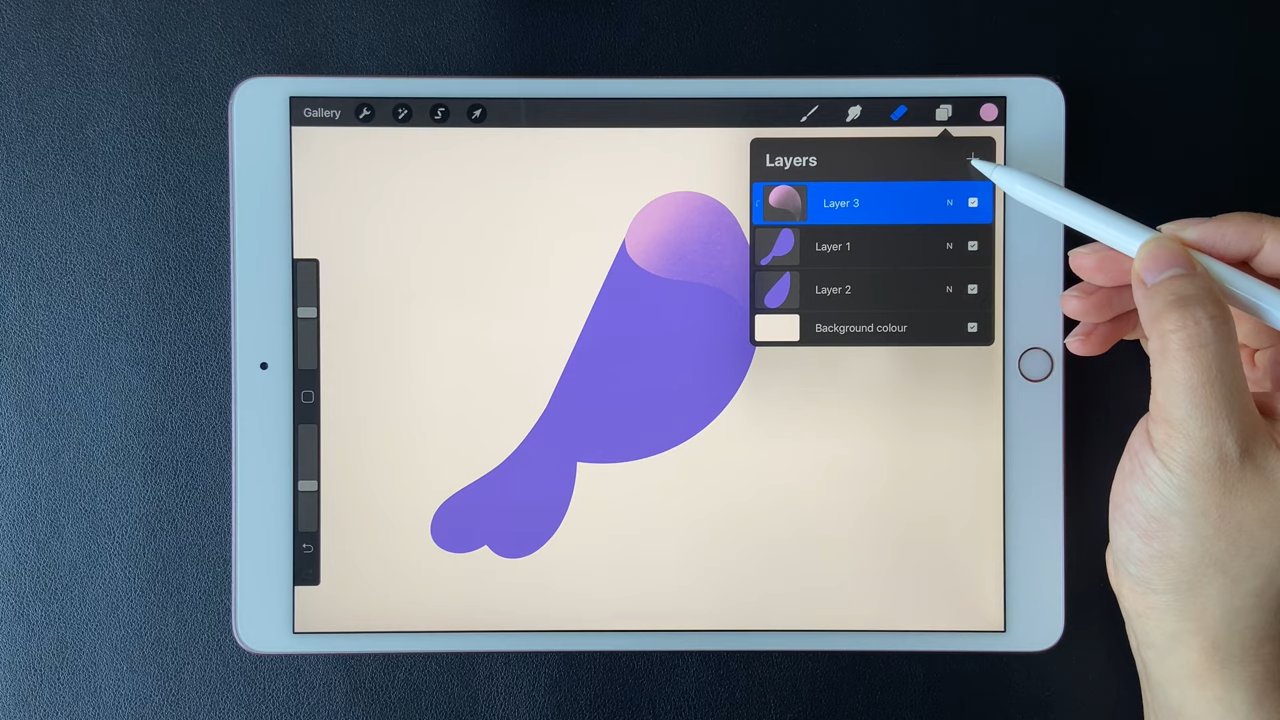 Gallery
Layers
Layer 3 N
Layer 1 N
Layer 2 N
Background colour